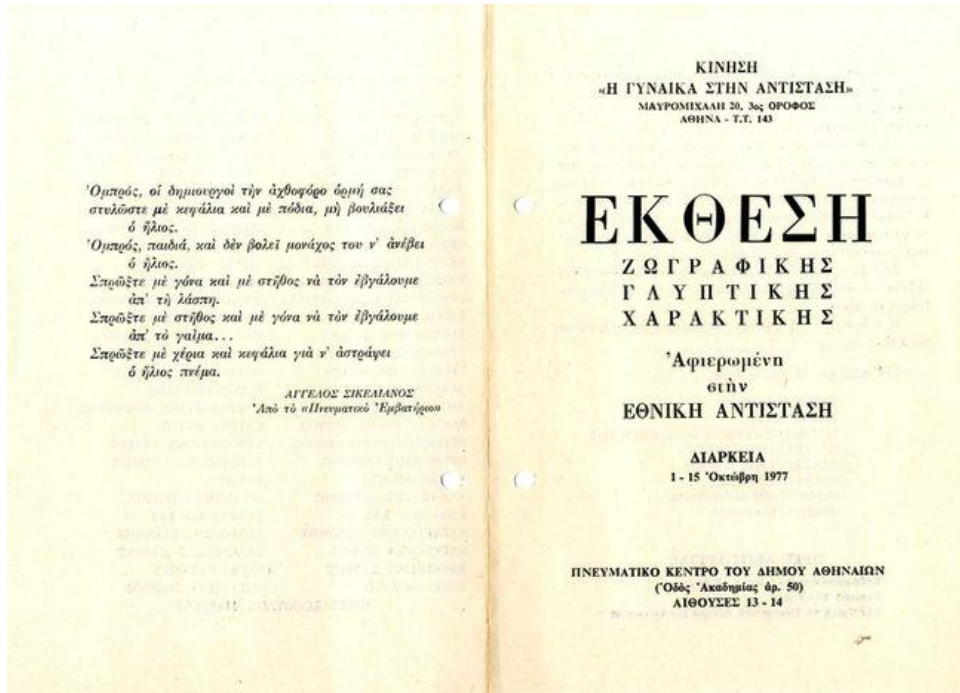 Ὀμπρός, οἱ δημιουργοὶ τὴν ἀχθοφόρο ὁρμή σας
στυλῶστε μὲ κεφάλια καὶ μὲ πόδια, μὴ βουλιάξει
ὁ ἥλιος.
Ὀμπρός, παιδιά, καὶ δὲν βολεῖ μονάχος του ν' ἀνέβει
ὁ ἥλιος.
Σπρῶξτε μὲ γόνα καὶ μὲ στῆθος νὰ τὸν ἐβγάλουμε
ἀπ' τὴ λάσπη.
Σπρῶξτε μὲ στῆθος καὶ μὲ γόνα νὰ τὸν ἐβγάλουμε
ἀπ' τὸ γαίμα...
Σπρῶξτε μὲ χέρια καὶ κεφάλια γιὰ ν' ἀστράψει
ὁ ἥλιος πνέμα.
ΑΓΓΕΛΟΣ ΣΙΚΕΛΙΑΝΟΣ
Ἀπὸ τὸ «Πνευματικὸ Ἐμβατήριο»
ΚΙΝΗΣΗ
«Η ΓΥΝΑΙΚΑ ΣΤΗΝ ΑΝΤΙΣΤΑΣΗ»
ΜΑΥΡΟΜΙΧΑΛΗ 20, 3ος ΟΡΟΦΟΣ
ΑΘΗΝΑ - Τ.Τ. 143
ΕΚΘΕΣΗ
ΖΩΓΡΑΦΙΚΗΣ
ΓΛΥΠΤΙΚΗΣ
ΧΑΡΑΚΤΙΚΗΣ
Ἀφιερωμένη
στὴν
ΕΘΝΙΚΗ ΑΝΤΙΣΤΑΣΗ
ΔΙΑΡΚΕΙΑ
1 - 15 Ὀκτώβρη 1977
ΠΝΕΥΜΑΤΙΚΟ ΚΕΝΤΡΟ ΤΟΥ ΔΗΜΟΥ ΑΘΗΝΑΙΩΝ
(Ὁδὸς Ἀκαδημίας ἀρ. 50)
ΑΙΘΟΥΣΕΣ 13 - 14